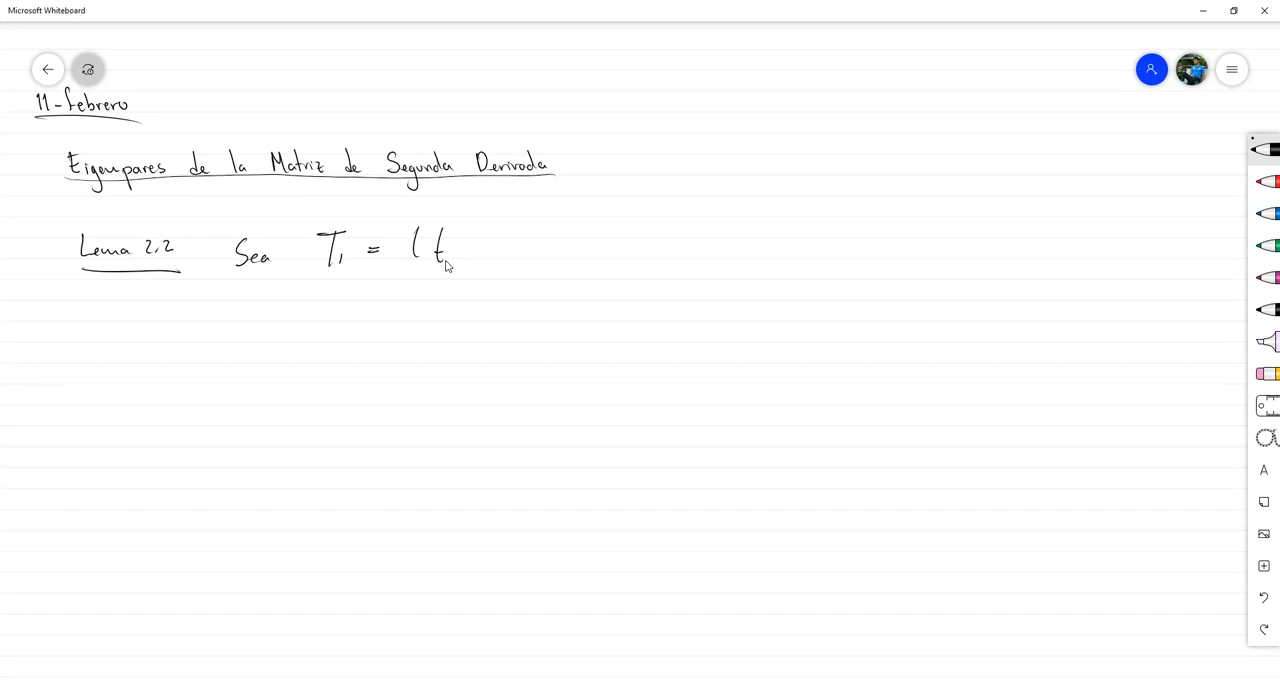 Microsoft Whiteboard
11-febrero
Eigenpares de la Matriz de Segunda Derivada
Lema 2.2 Sea T₁ = ( t
A